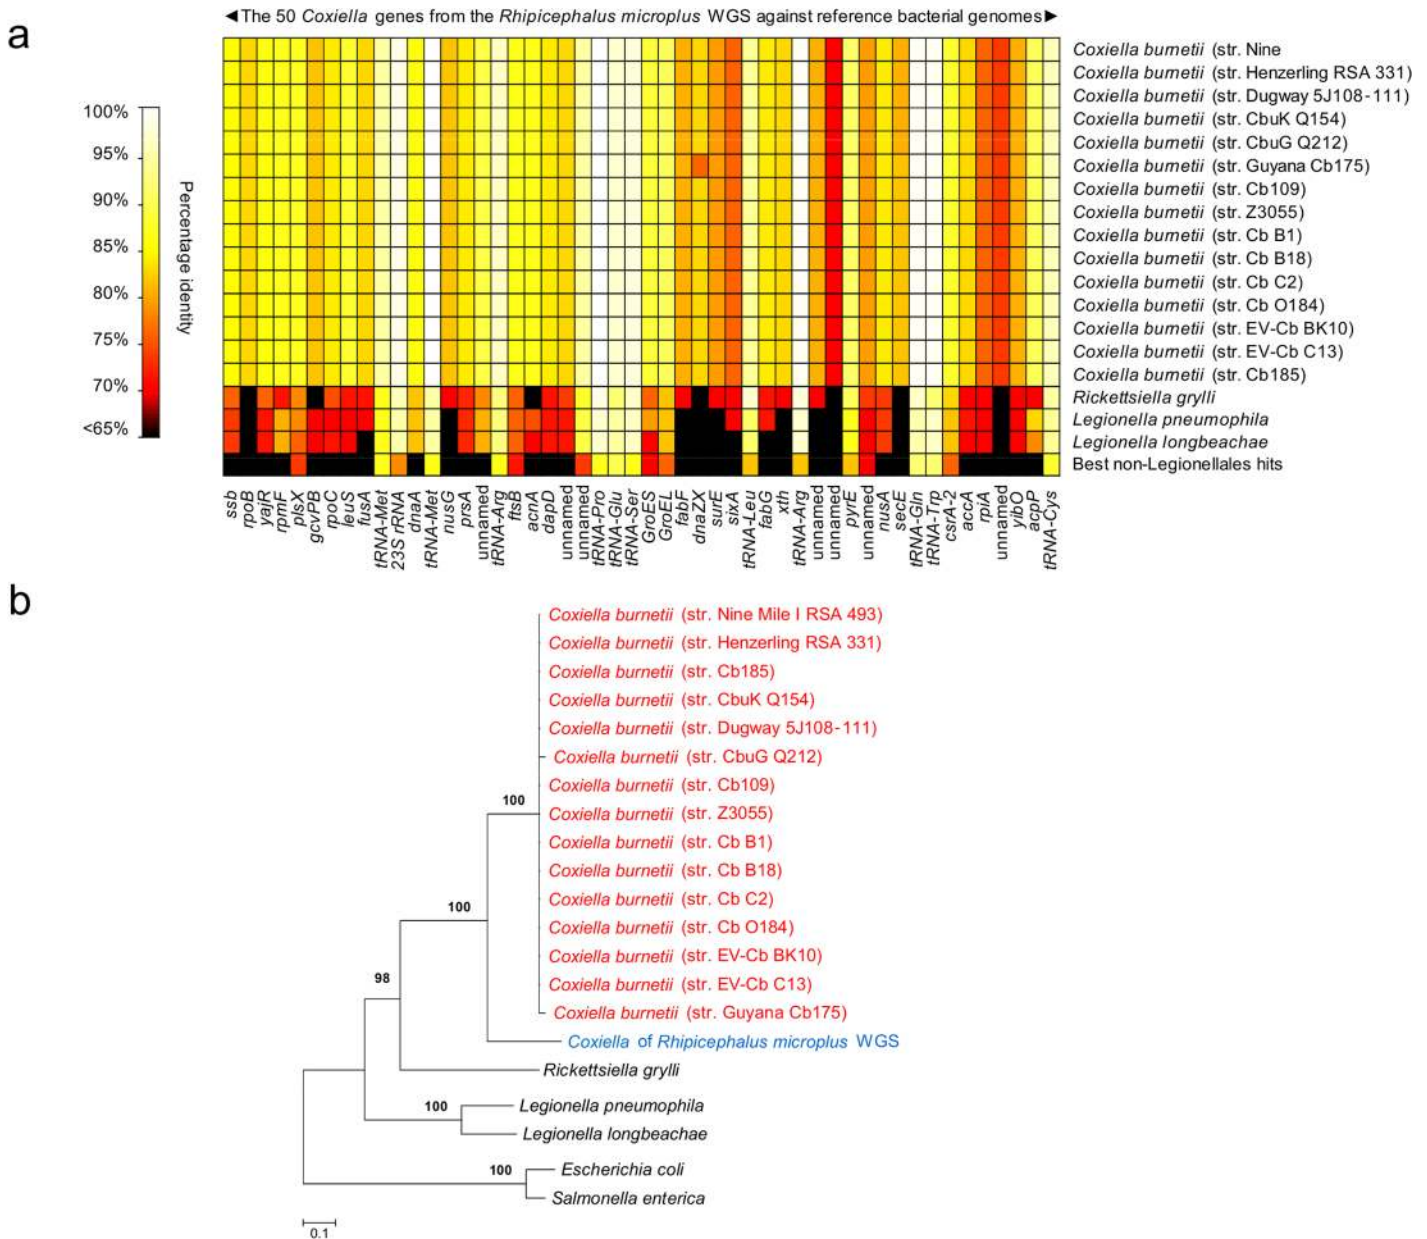 a
◄The 50 Coxiella genes from the Rhipicephalus microplus WGS against reference bacterial genomes►
100%
95%
90%
85%
80%
75%
70%
<65%
Percentage identity
Coxiella burnetii (str. Nine
Coxiella burnetii (str. Henzerling RSA 331)
Coxiella burnetii (str. Dugway 5J108-111)
Coxiella burnetii (str. CbuK Q154)
Coxiella burnetii (str. CbuG Q212)
Coxiella burnetii (str. Guyana Cb175)
Coxiella burnetii (str. Cb109)
Coxiella burnetii (str. Z3055)
Coxiella burnetii (str. Cb B1)
Coxiella burnetii (str. Cb B18)
Coxiella burnetii (str. Cb C2)
Coxiella burnetii (str. Cb O184)
Coxiella burnetii (str. EV-Cb BK10)
Coxiella burnetii (str. EV-Cb C13)
Coxiella burnetii (str. Cb185)
Rickettsiella grylli
Legionella pneumophila
Legionella longbeachae
Best non-Legionellales hits
ssb
rpoB
yajR
rpmF
plsX
gcvPB
rpoC
leuS
fusA
tRNA-Met
23S rRNA
dnaA
tRNA-Met
nusG
prsA
unnamed
tRNA-Arg
ftsB
acnA
dapD
unnamed
unnamed
tRNA-Pro
tRNA-Glu
tRNA-Ser
GroES
GroEL
fabF
dnaZX
surE
sixA
tRNA-Leu
fabG
xth
tRNA-Arg
unnamed
unnamed
pyrE
unnamed
nusA
secE
tRNA-Gln
tRNA-Trp
csrA-2
accA
rplA
unnamed
yibO
acpP
tRNA-Cys
b
Coxiella burnetii (str. Nine Mile I RSA 493)
Coxiella burnetii (str. Henzerling RSA 331)
Coxiella burnetii (str. Cb185)
Coxiella burnetii (str. CbuK Q154)
Coxiella burnetii (str. Dugway 5J108-111)
Coxiella burnetii (str. CbuG Q212)
Coxiella burnetii (str. Cb109)
100
Coxiella burnetii (str. Z3055)
Coxiella burnetii (str. Cb B1)
Coxiella burnetii (str. Cb B18)
Coxiella burnetii (str. Cb C2)
100
Coxiella burnetii (str. Cb O184)
Coxiella burnetii (str. EV-Cb BK10)
98
Coxiella burnetii (str. EV-Cb C13)
Coxiella burnetii (str. Guyana Cb175)
Coxiella of Rhipicephalus microplus WGS
Rickettsiella grylli
100
Legionella pneumophila
Legionella longbeachae
100
Escherichia coli
Salmonella enterica
0.1